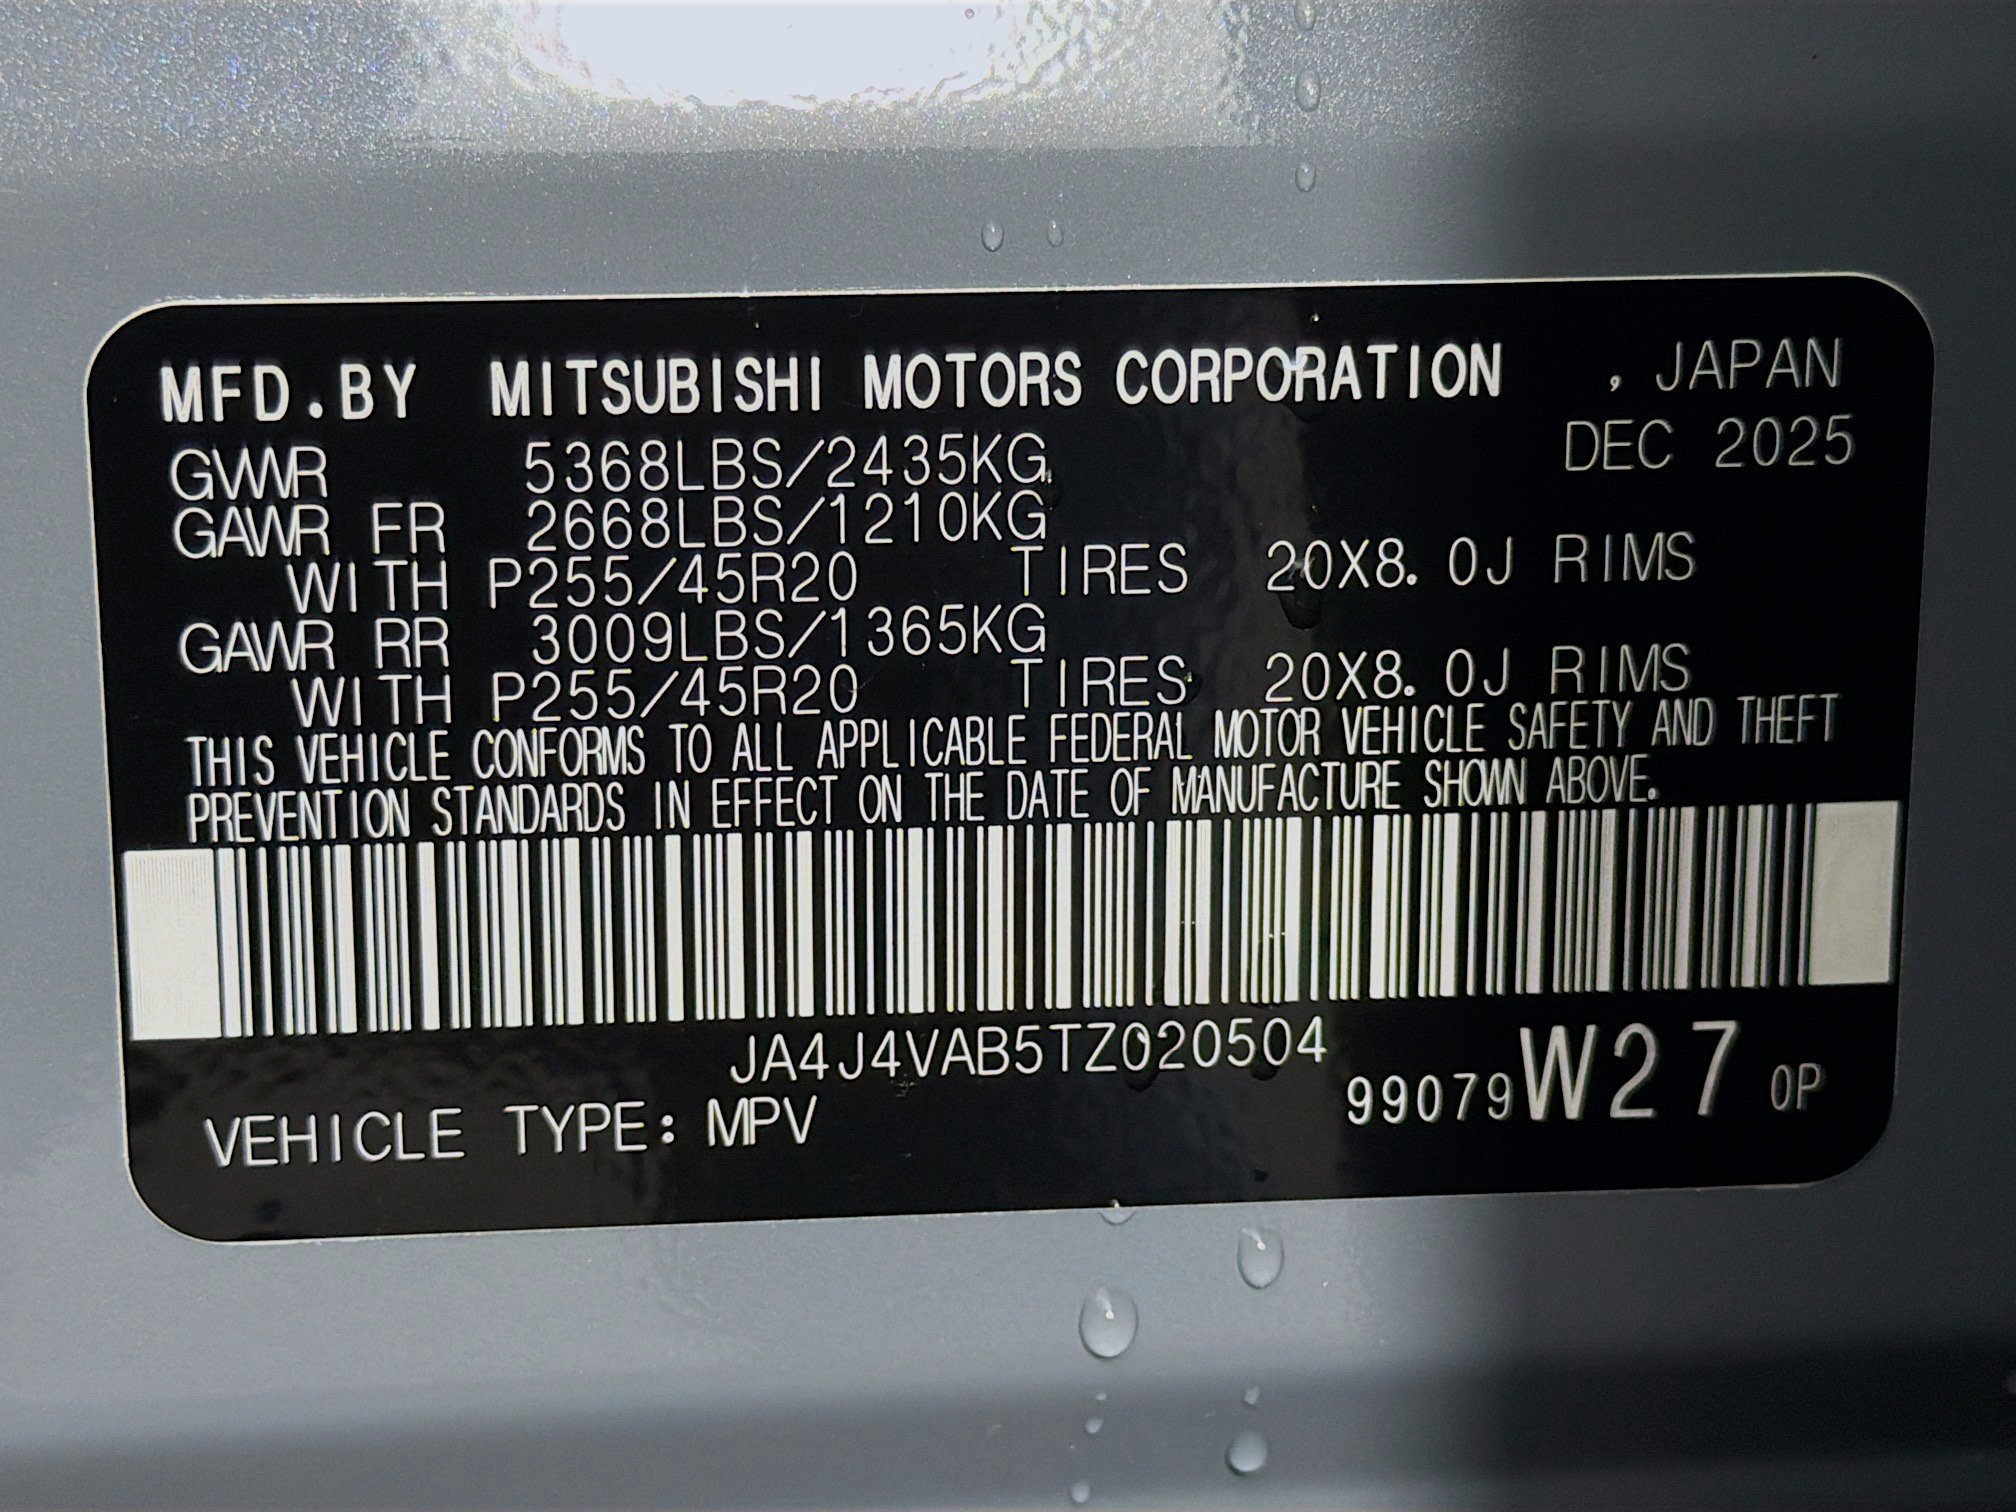 MFD.BY MITSUBISHI MOTORS CORPORATION , JAPAN
GVWR 5368LBS/2435KG DEC 2025
GAWR FR 2668LBS/1210KG
WITH P255/45R20 TIRES 20X8.0J RIMS
GAWR RR 3009LBS/1365KG
WITH P255/45R20 TIRES 20X8.0J RIMS
THIS VEHICLE CONFORMS TO ALL APPLICABLE FEDERAL MOTOR VEHICLE SAFETY AND THEFT
PREVENTION STANDARDS IN EFFECT ON THE DATE OF MANUFACTURE SHOWN ABOVE.
JA4J4VAB5TZ020504
VEHICLE TYPE: MPV 99079W27 0P